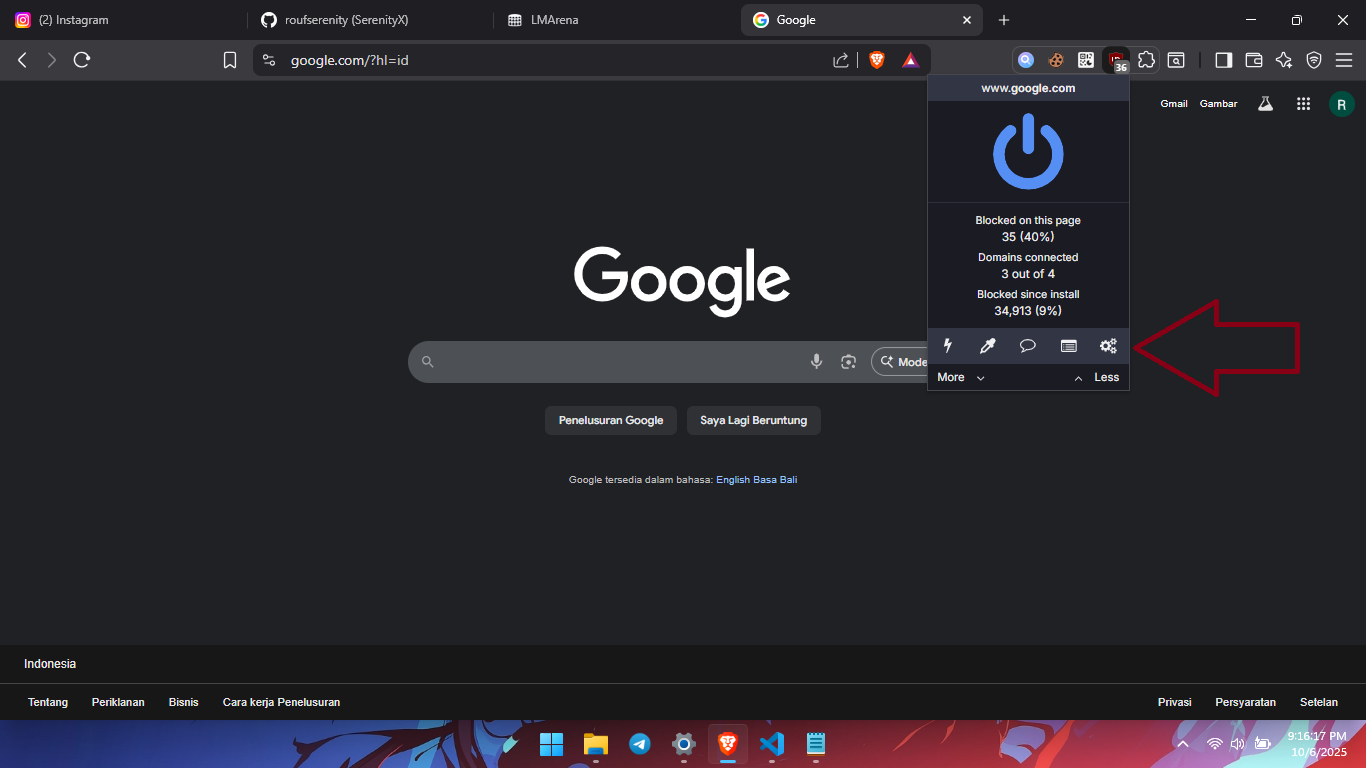 (2) Instagram
roufserenity (SerenityX)
LMArena
Google
google.com/?hl=id
36
www.google.com
Gmail
Gambar
R
Blocked on this page
35 (40%)
Domains connected
3 out of 4
Blocked since install
34,913 (9%)
More
Less
Google
Mode
Penelusuran Google
Saya Lagi Beruntung
Google tersedia dalam bahasa: English Basa Bali
Indonesia
Tentang
Periklanan
Bisnis
Cara kerja Penelusuran
Privasi
Persyaratan
Setelan
9:16:17 PM
10/6/2025